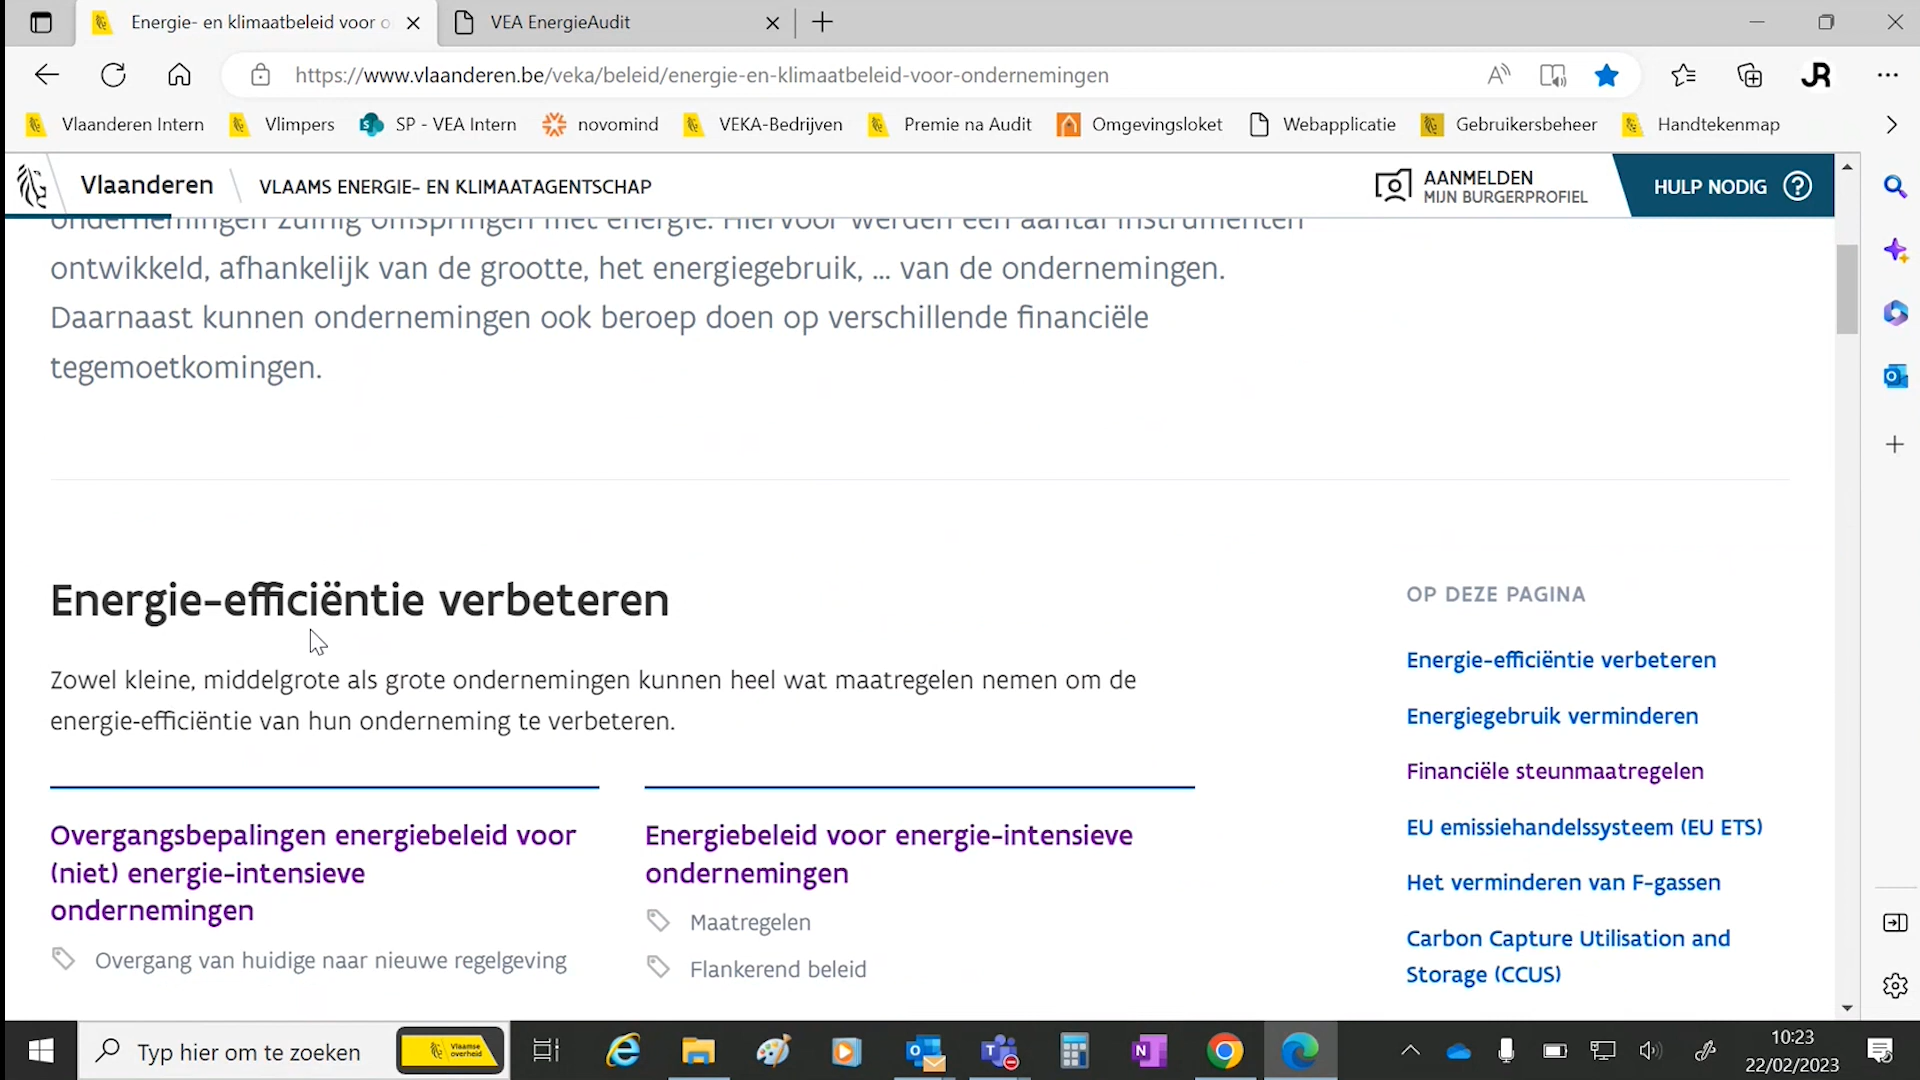 Energie- en klimaatbeleid voor o
VEA EnergieAudit
https://www.vlaanderen.be/veka/beleid/energie-en-klimaatbeleid-voor-ondernemingen
JR
Vlaanderen Intern
Vlimpers
SP - VEA Intern
novomind
VEKA-Bedrijven
Premie na Audit
Omgevingsloket
Webapplicatie
Gebruikersbeheer
Handtekenmap
Vlaanderen
VLAAMS ENERGIE- EN KLIMAATAGENTSCHAP
AANMELDEN
MIJN BURGERPROFIEL
HULP NODIG ?
ondernemingen zuinig omspringen met energie. Hiervoor werden een aantal instrumenten
ontwikkeld, afhankelijk van de grootte, het energiegebruik, ... van de ondernemingen.
Daarnaast kunnen ondernemingen ook beroep doen op verschillende financiële
tegemoetkomingen.
Energie-efficiëntie verbeteren
Zowel kleine, middelgrote als grote ondernemingen kunnen heel wat maatregelen nemen om de
energie-efficiëntie van hun onderneming te verbeteren.
Overgangsbepalingen energiebeleid voor
(niet) energie-intensieve
ondernemingen
Overgang van huidige naar nieuwe regelgeving
Energiebeleid voor energie-intensieve
ondernemingen
Maatregelen
Flankerend beleid
OP DEZE PAGINA
Energie-efficiëntie verbeteren
Energiegebruik verminderen
Financiële steunmaatregelen
EU emissiehandelssysteem (EU ETS)
Het verminderen van F-gassen
Carbon Capture Utilisation and
Storage (CCUS)
Typ hier om te zoeken
Vlaamse
overheid
10:23
22/02/2023